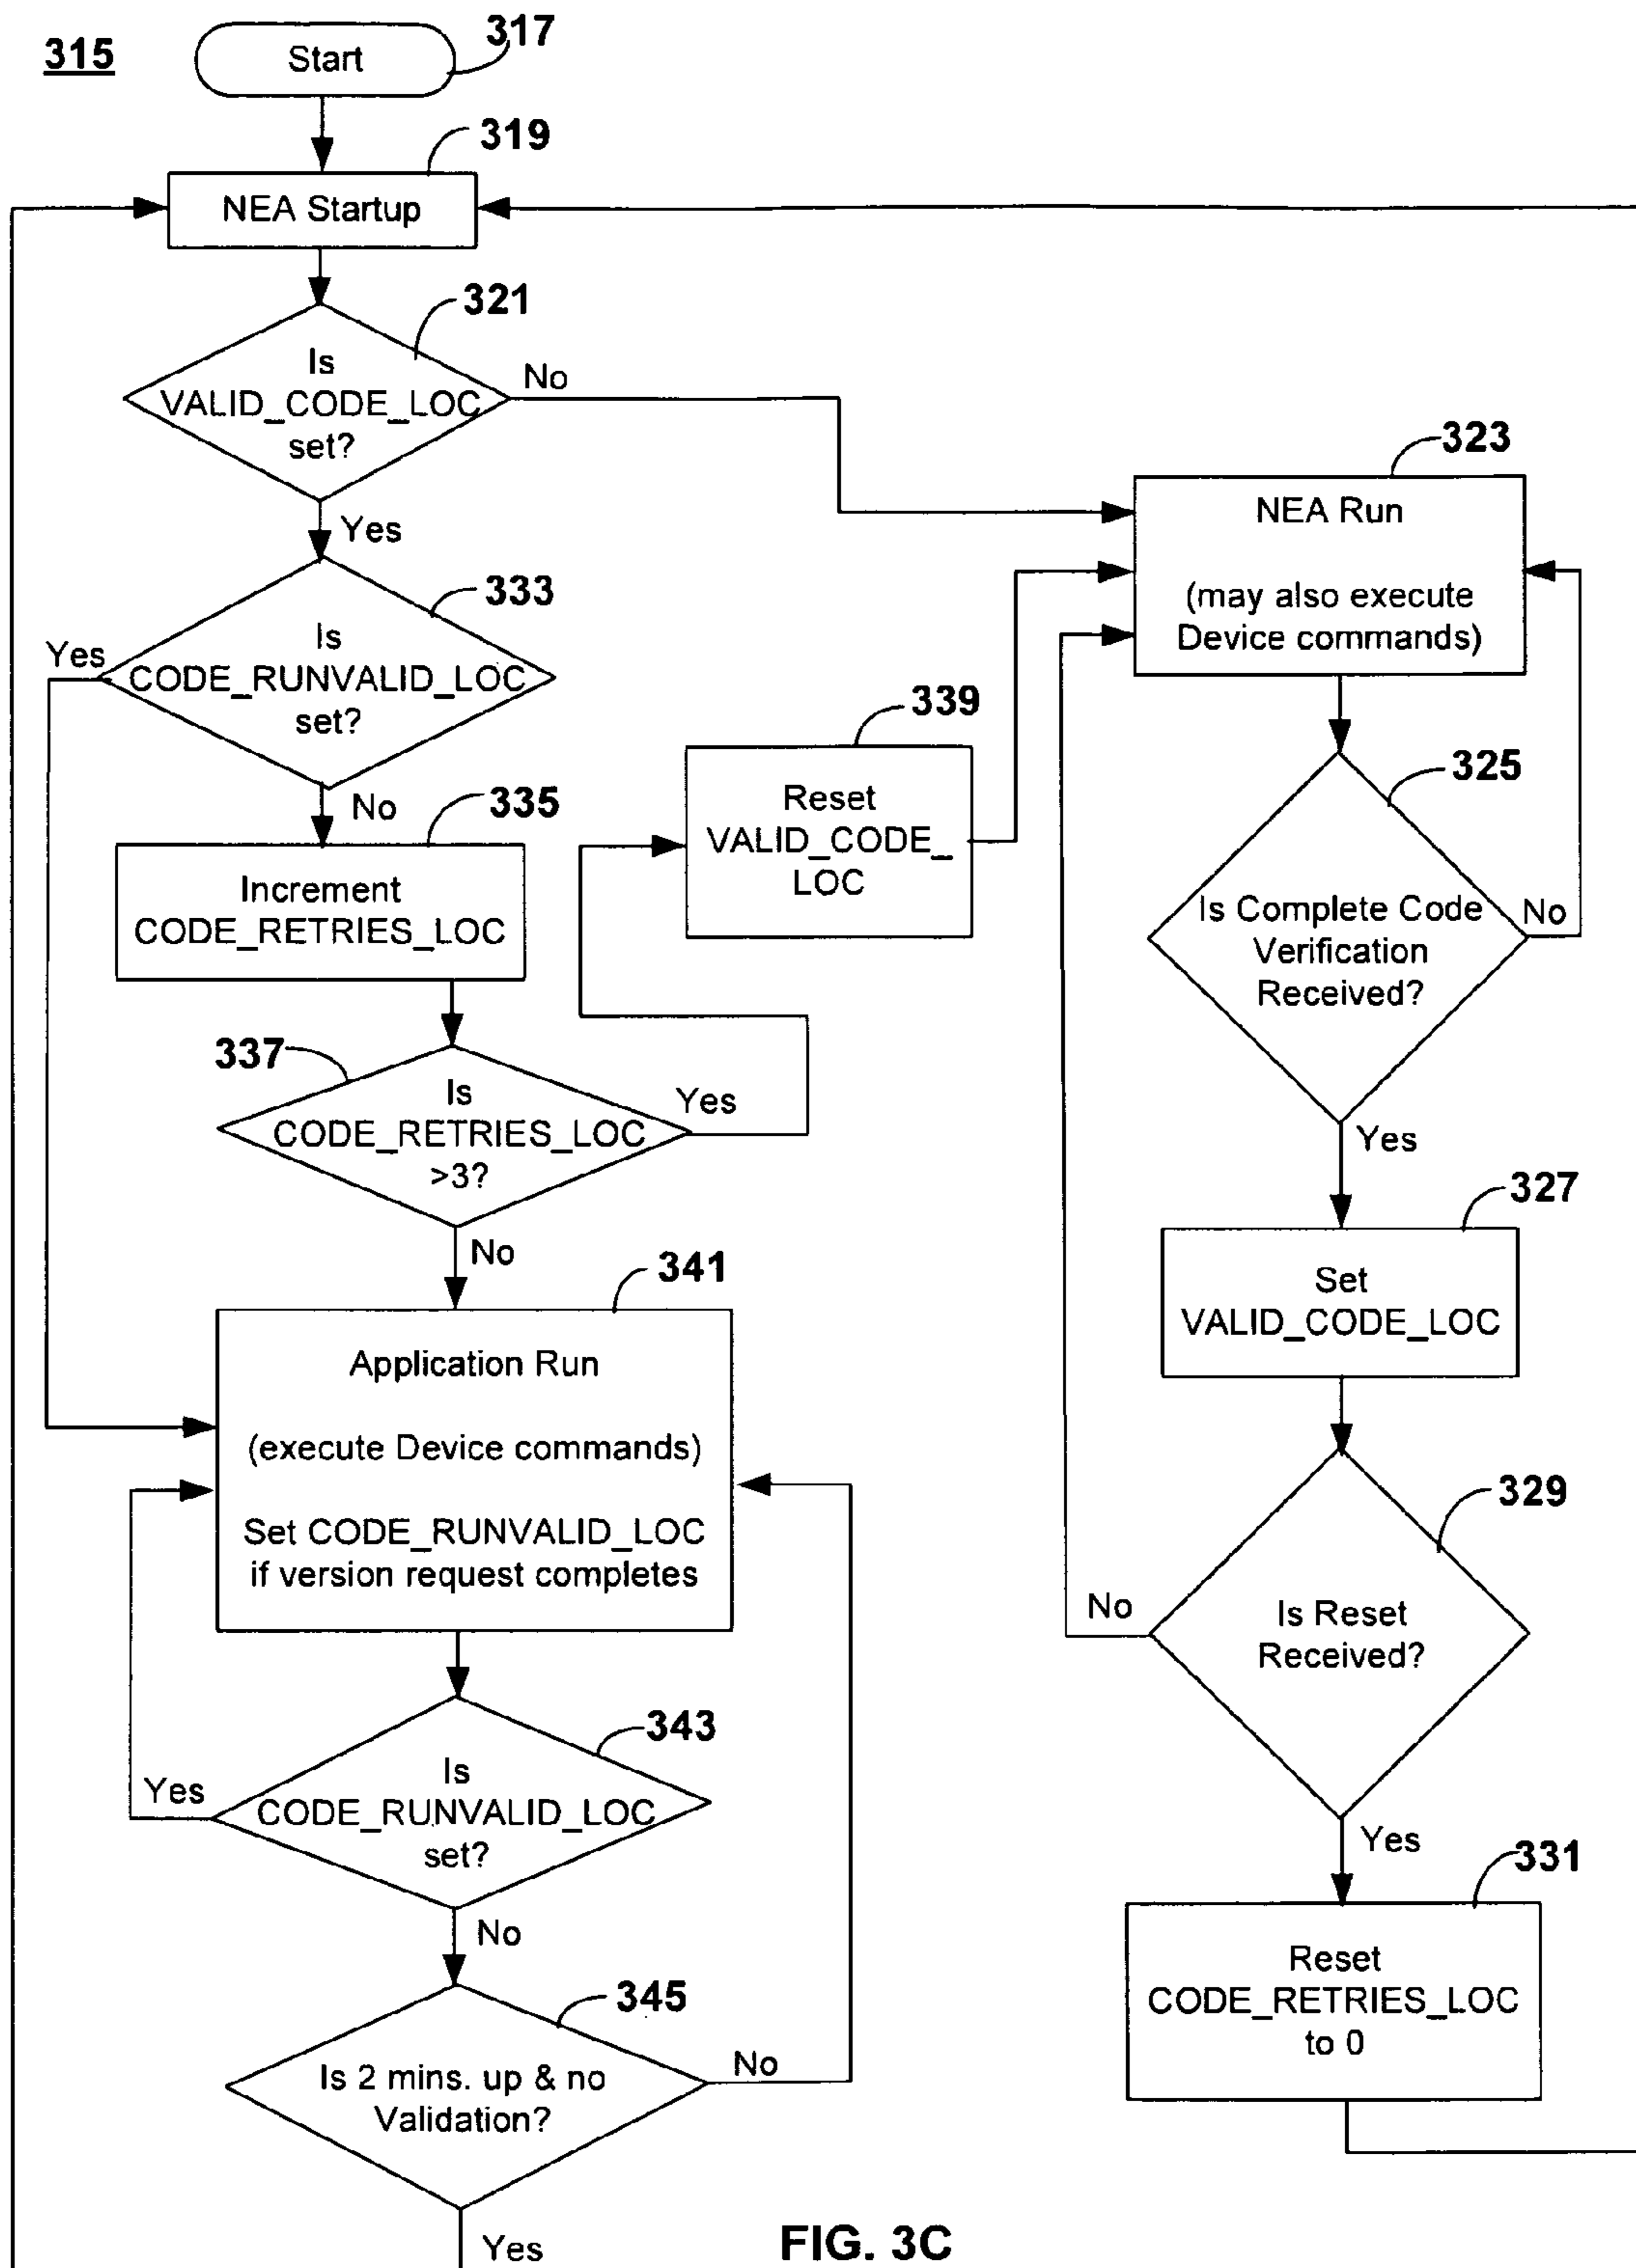 315
Start
317
319
NEA Startup
321
Is
VALID_CODE_LOC
set?
No
Yes
323
NEA Run
(may also execute
Device commands)
333
Is
CODE_RUNVALID_LOC
set?
Yes
No
335
Increment
CODE_RETRIES_LOC
339
Reset
VALID_CODE_
LOC
325
Is Complete Code
Verification
Received?
No
Yes
337
Is
CODE_RETRIES_LOC
>3?
Yes
No
327
Set
VALID_CODE_LOC
341
Application Run
(execute Device commands)
Set CODE_RUNVALID_LOC
if version request completes
329
Is Reset
Received?
No
Yes
343
Is
CODE_RUNVALID_LOC
set?
Yes
No
331
Reset
CODE_RETRIES_LOC
to 0
345
Is 2 mins. up & no
Validation?
No
Yes
FIG. 3C